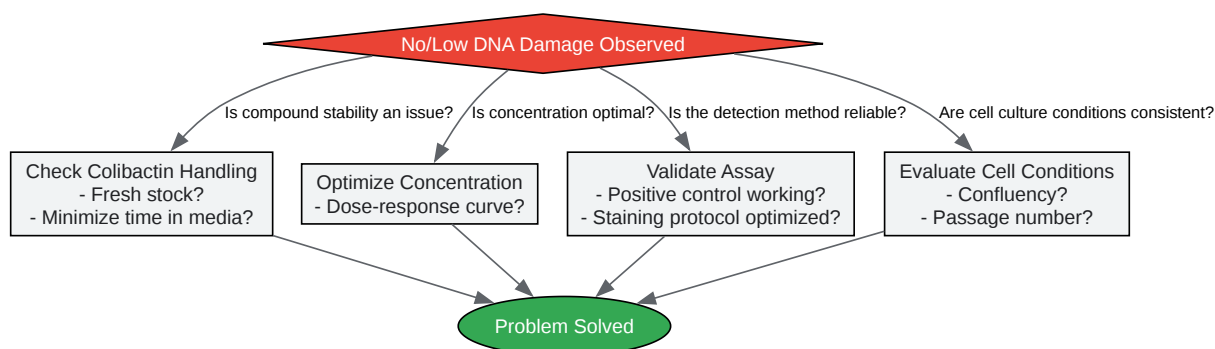 No/Low DNA Damage Observed
Is compound stability an issue?
Is concentration optimal?
Is the detection method reliable?
Are cell culture conditions consistent?
Check Colibactin Handling
- Fresh stock?
- Minimize time in media?
Optimize Concentration
- Dose-response curve?
Validate Assay
- Positive control working?
- Staining protocol optimized?
Evaluate Cell Conditions
- Confluency?
- Passage number?
Problem Solved